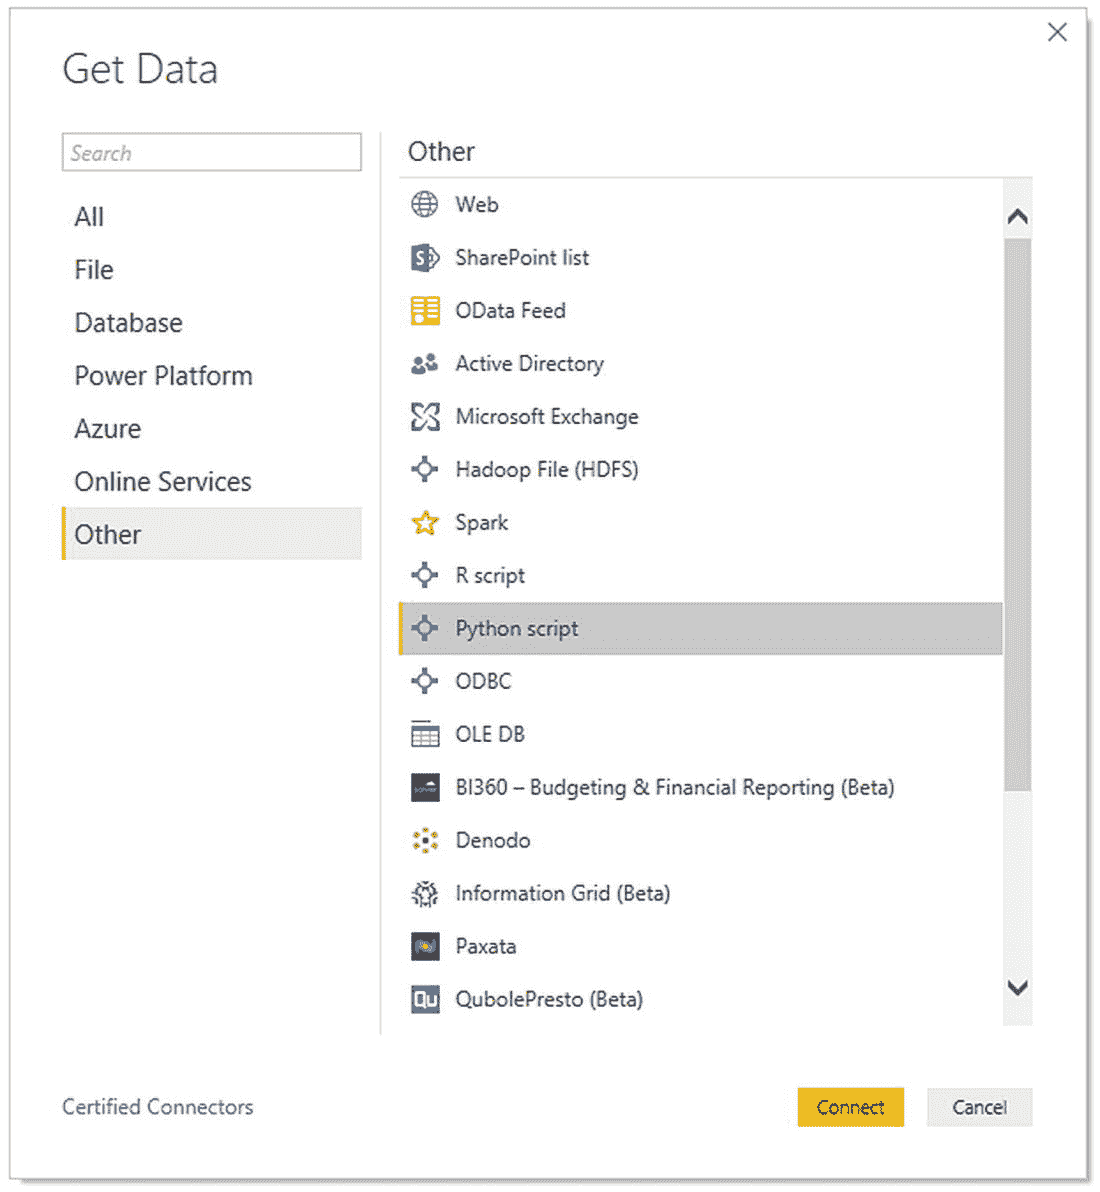 Get Data
Search
All
File
Database
Power Platform
Azure
Online Services
Other
Other
Web
SharePoint list
OData Feed
Active Directory
Microsoft Exchange
Hadoop File (HDFS)
Spark
R script
Python script
ODBC
OLE DB
BI360 – Budgeting & Financial Reporting (Beta)
Denodo
Information Grid (Beta)
Paxata
Qu QubolePresto (Beta)
Certified Connectors
Connect
Cancel